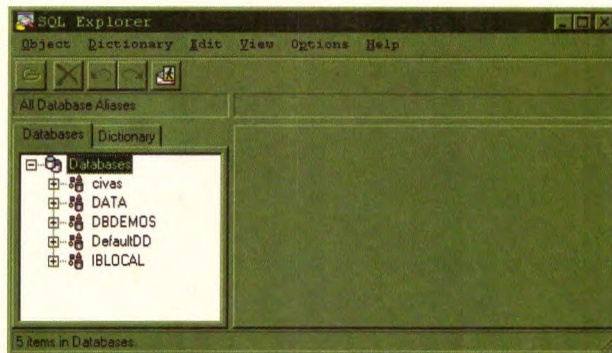 SQL Explorer
Object Dictionary Edit View Options Help
All Database Aliases
Databases Dictionary
Databases
civas
DATA
DBDEMOS
DefaultDD
IBLOCAL
5 items in Databases.